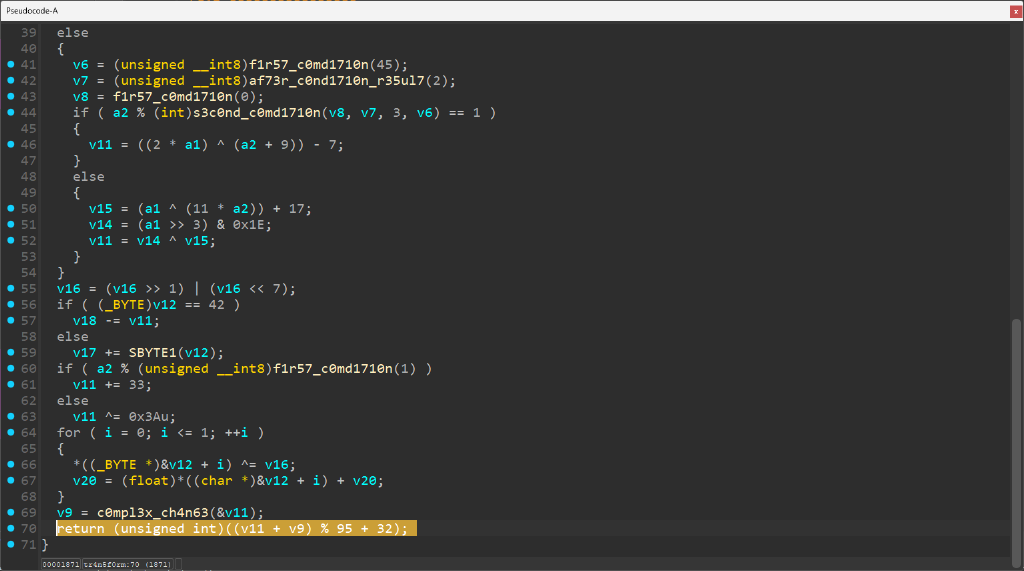 Pseudocode-A
x
39 else
40 {
41 v6 = (unsigned __int8)f1r57_c0md1710n(45);
42 v7 = (unsigned __int8)af73r_c0nd1710n_r35ul7(2);
43 v8 = f1r57_c0md1710n(0);
44 if ( a2 % (int)s3c0nd_c0md1710n(v8, v7, 3, v6) == 1 )
45 {
46 v11 = ((2 * a1) ^ (a2 + 9)) - 7;
47 }
48 else
49 {
50 v15 = (a1 ^ (11 * a2)) + 17;
51 v14 = (a1 >> 3) & 0x1E;
52 v11 = v14 ^ v15;
53 }
54 }
55 v16 = (v16 >> 1) | (v16 << 7);
56 if ( (_BYTE)v12 == 42 )
57 v18 -= v11;
58 else
59 v17 += SBYTE1(v12);
60 if ( a2 % (unsigned __int8)f1r57_c0md1710n(1) )
61 v11 += 33;
62 else
63 v11 ^= 0x3Au;
64 for ( i = 0; i <= 1; ++i )
65 {
66 *((_BYTE *)&v12 + i) ^= v16;
67 v20 = (float)*((char *)&v12 + i) + v20;
68 }
69 v9 = c0mpl3x_ch4n63(&v11);
70 return (unsigned int)((v11 + v9) % 95 + 32);
71 }
00001871 tr4n5f0rm:70 (1871)